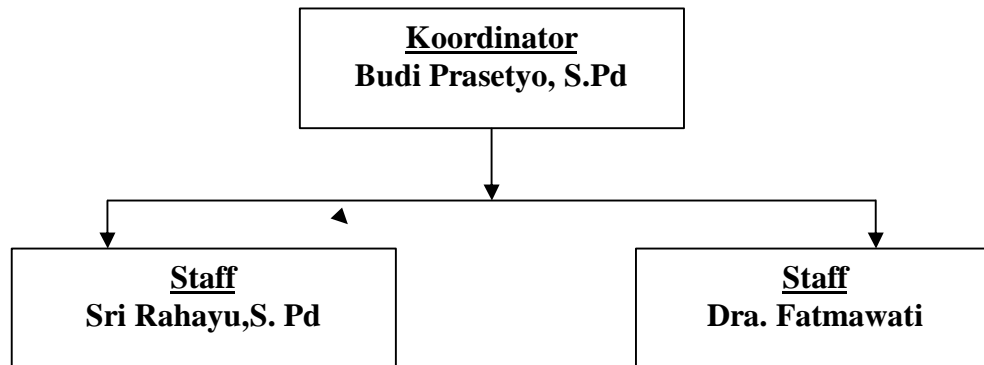 Koordinator
Budi Prasetyo, S.Pd
Staff
Sri Rahayu,S. Pd
Staff
Dra. Fatmawati